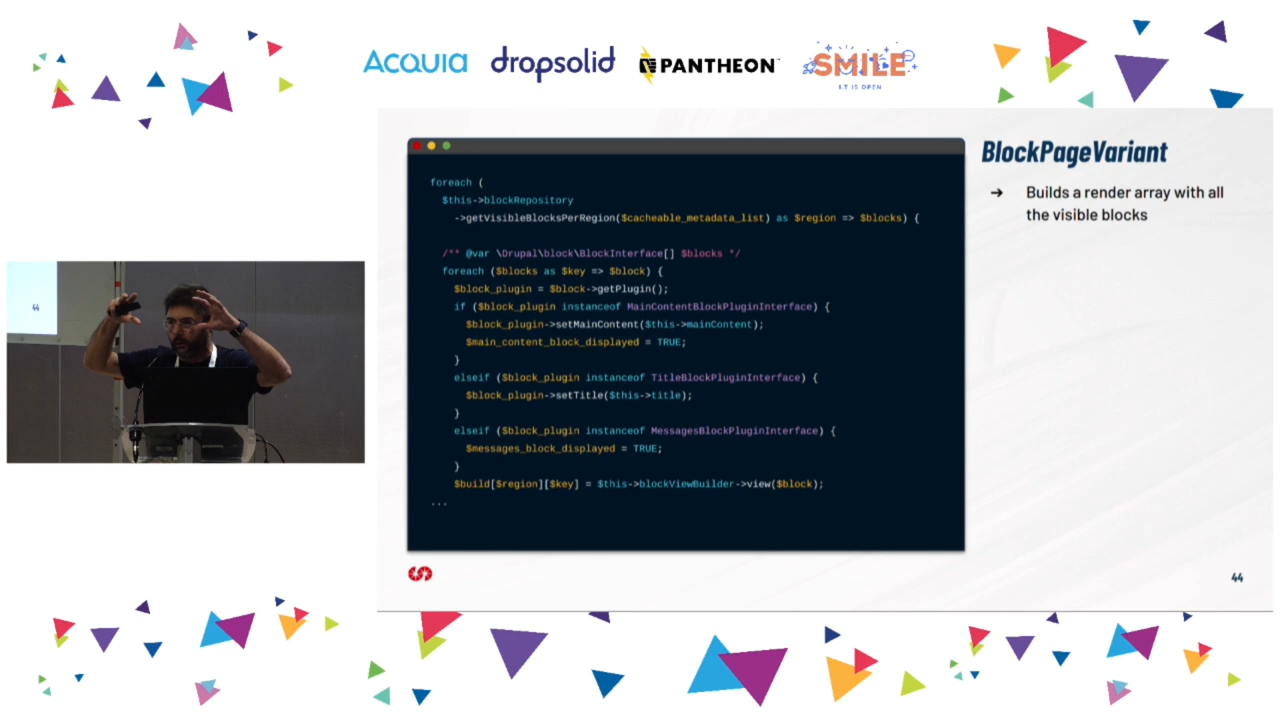 ACQUIA dropsolid PANTHEON SMILE
I.T IS OPEN
foreach (
$this->blockRepository
->getVisibleBlocksPerRegion($cacheable_metadata_list) as $region => $blocks) {
/** @var \Drupal\block\BlockInterface[] $blocks */
foreach ($blocks as $key => $block) {
$block_plugin = $block->getPlugin();
if ($block_plugin instanceof MainContentBlockPluginInterface) {
$block_plugin->setMainContent($this->mainContent);
$main_content_block_displayed = TRUE;
}
elseif ($block_plugin instanceof TitleBlockPluginInterface) {
$block_plugin->setTitle($this->title);
}
elseif ($block_plugin instanceof MessagesBlockPluginInterface) {
$messages_block_displayed = TRUE;
}
$build[$region][$key] = $this->blockViewBuilder->view($block);
...
BlockPageVariant
➔ Builds a render array with all
the visible blocks
44
44